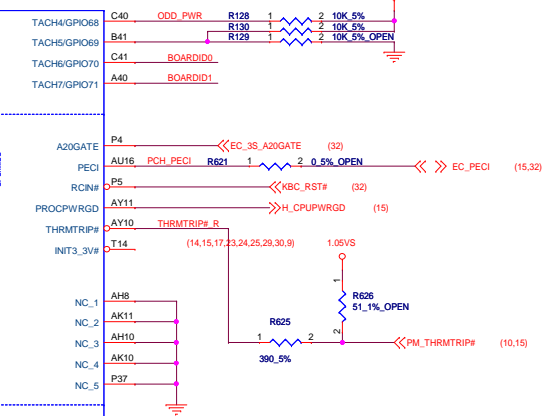 TACH4/GPIO68 C40 ODD_PWR R128 1 2 10K_5%
R130 1 2 10K_5%
TACH5/GPIO69 B41 R129 1 2 10K_5%_OPEN
TACH6/GPIO70 C41 BOARDID0
TACH7/GPIO71 A40 BOARDID1
A20GATE P4 EC_3S_A20GATE (32)
PECI AU16 PCH_PECI R621 1 2 0_5%_OPEN EC_PECI (15,32)
RCIN# P5 KBC_RST# (32)
PROCPWRGD AY11 H_CPUPWRGD (15)
THRMTRIP# AY10 THRMTRIP#_R
INIT3_3V# T14 (14,15,17,23,24,25,29,30,9) 1.05VS
1
R626
51_1%_OPEN
2
NC_1 AH8
NC_2 AK11
R625
NC_3 AH10 1 2 PM_THRMTRIP# (10,15)
390_5%
NC_4 AK10
NC_5 P37